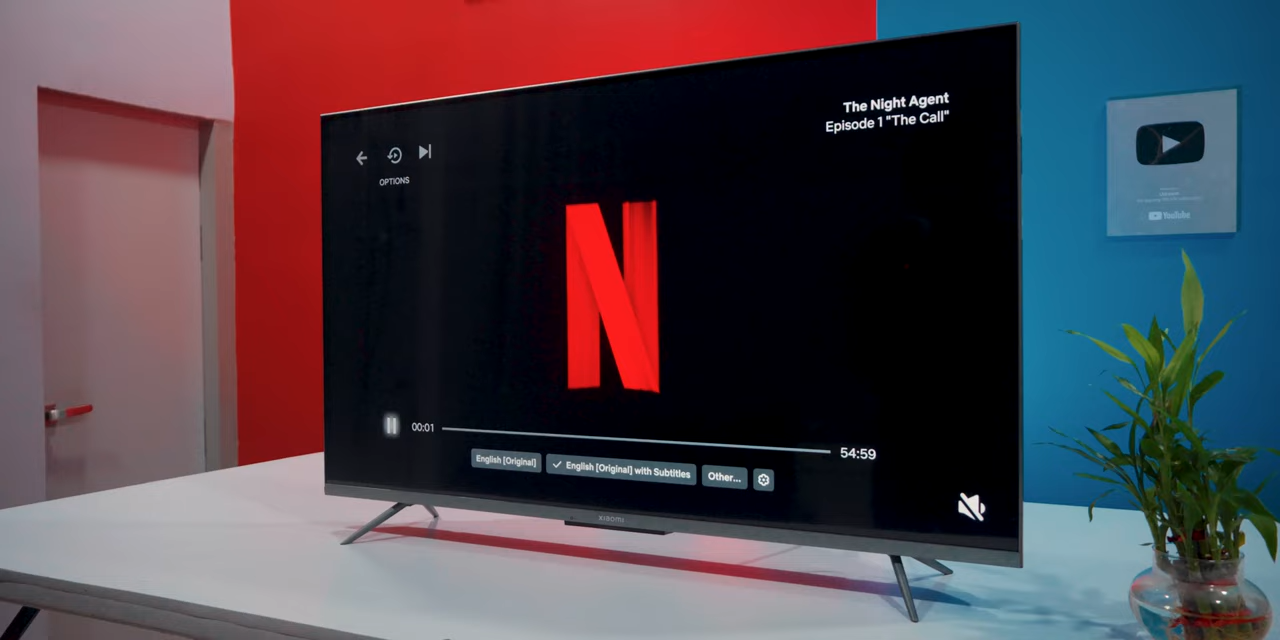 The Night Agent
Episode 1 "The Call"
OPTIONS
00:01
54:59
English [Original]
English [Original] with Subtitles
Other...
xiaomi
YouTube